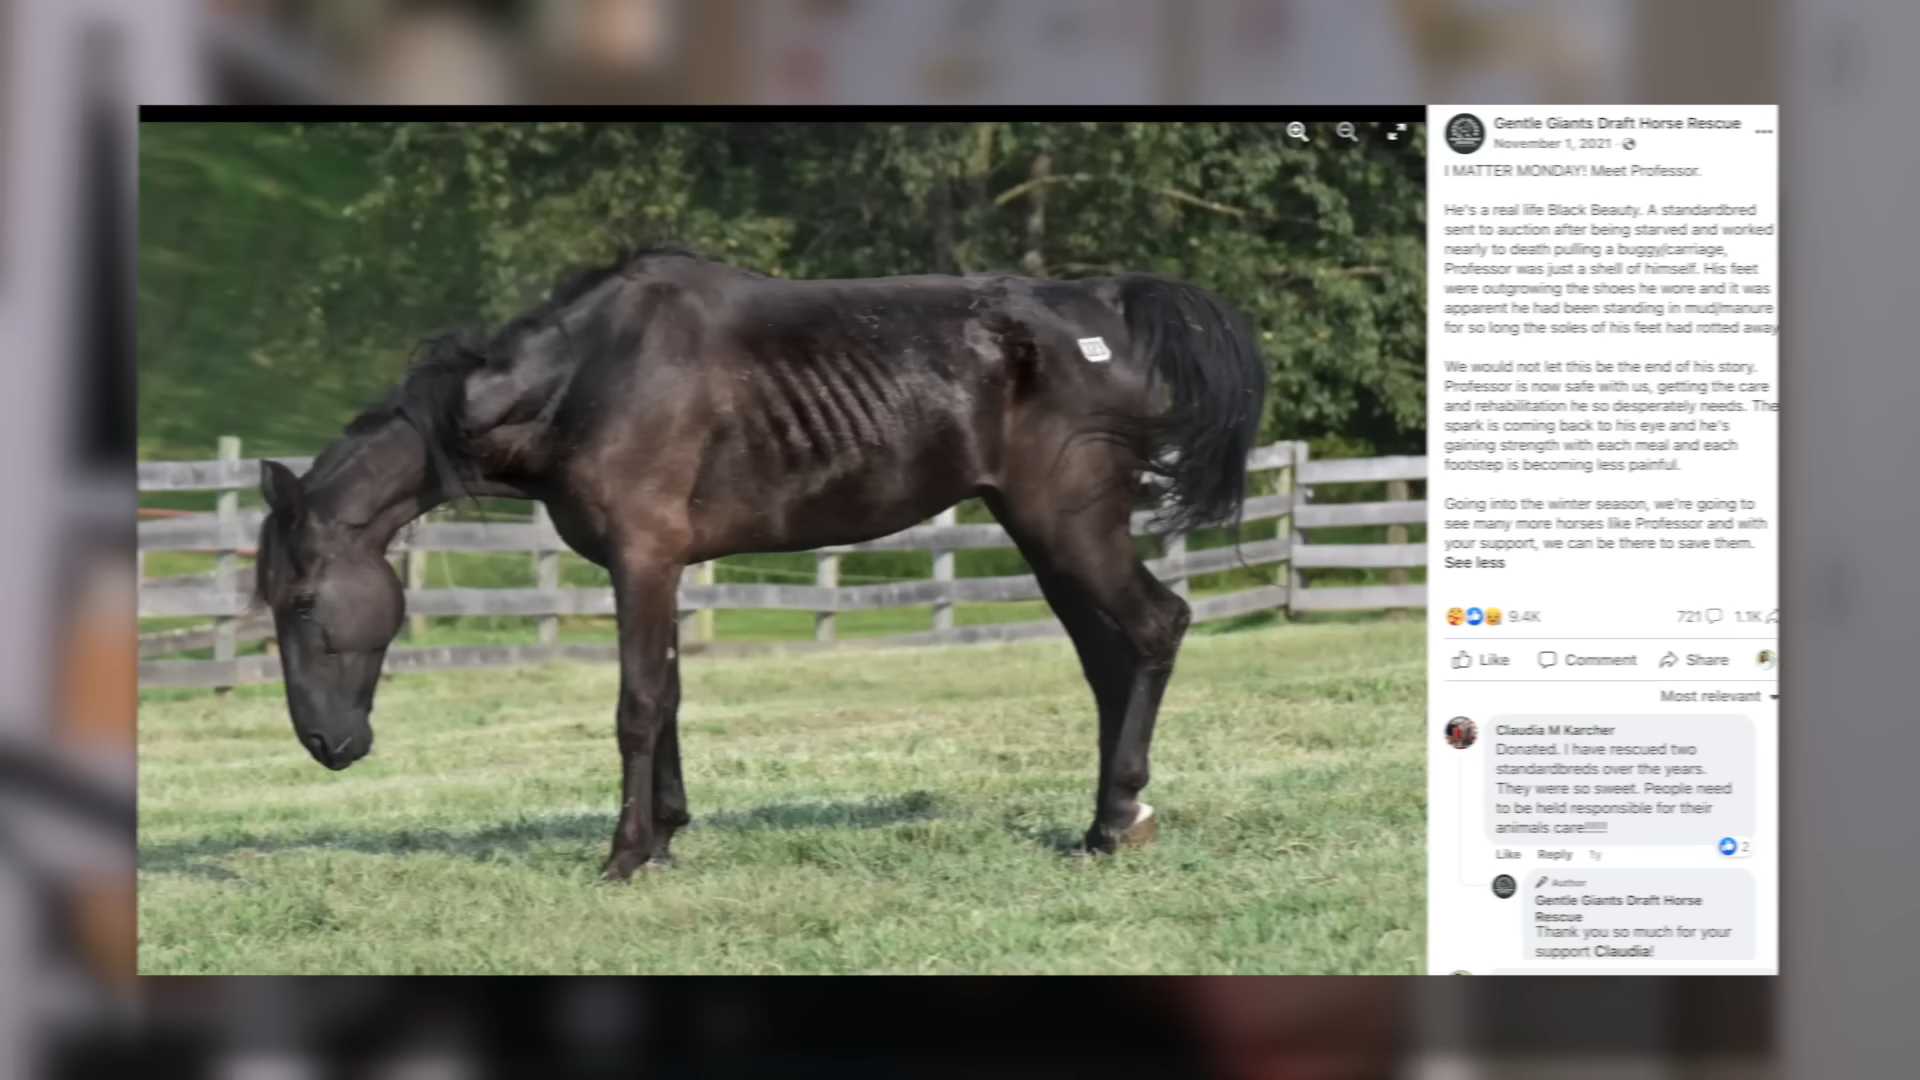 Gentle Giants Draft Horse Rescue
November 1, 2021
I MATTER MONDAY! Meet Professor.
He's a real life Black Beauty. A standardbred
sent to auction after being starved and worked
nearly to death pulling a buggy/carriage,
Professor was just a shell of himself. His feet
were outgrowing the shoes he wore and it was
apparent he had been standing in mud/manure
for so long the soles of his feet had rotted away
We would not let this be the end of his story.
Professor is now safe with us, getting the care
and rehabilitation he so desperately needs. The
spark is coming back to his eye and he's
gaining strength with each meal and each
footstep is becoming less painful.
Going into the winter season, we're going to
see many more horses like Professor and with
your support, we can be there to save them.
See less
9.4K 721 1.1K
Like Comment Share
Most relevant
Claudia M Karcher
Donated. I have rescued two
standardbreds over the years.
They were so sweet. People need
to be held responsible for their
animals care!!!!!!
Like Reply 1y 2
Author
Gentle Giants Draft Horse
Rescue
Thank you so much for your
support Claudia!